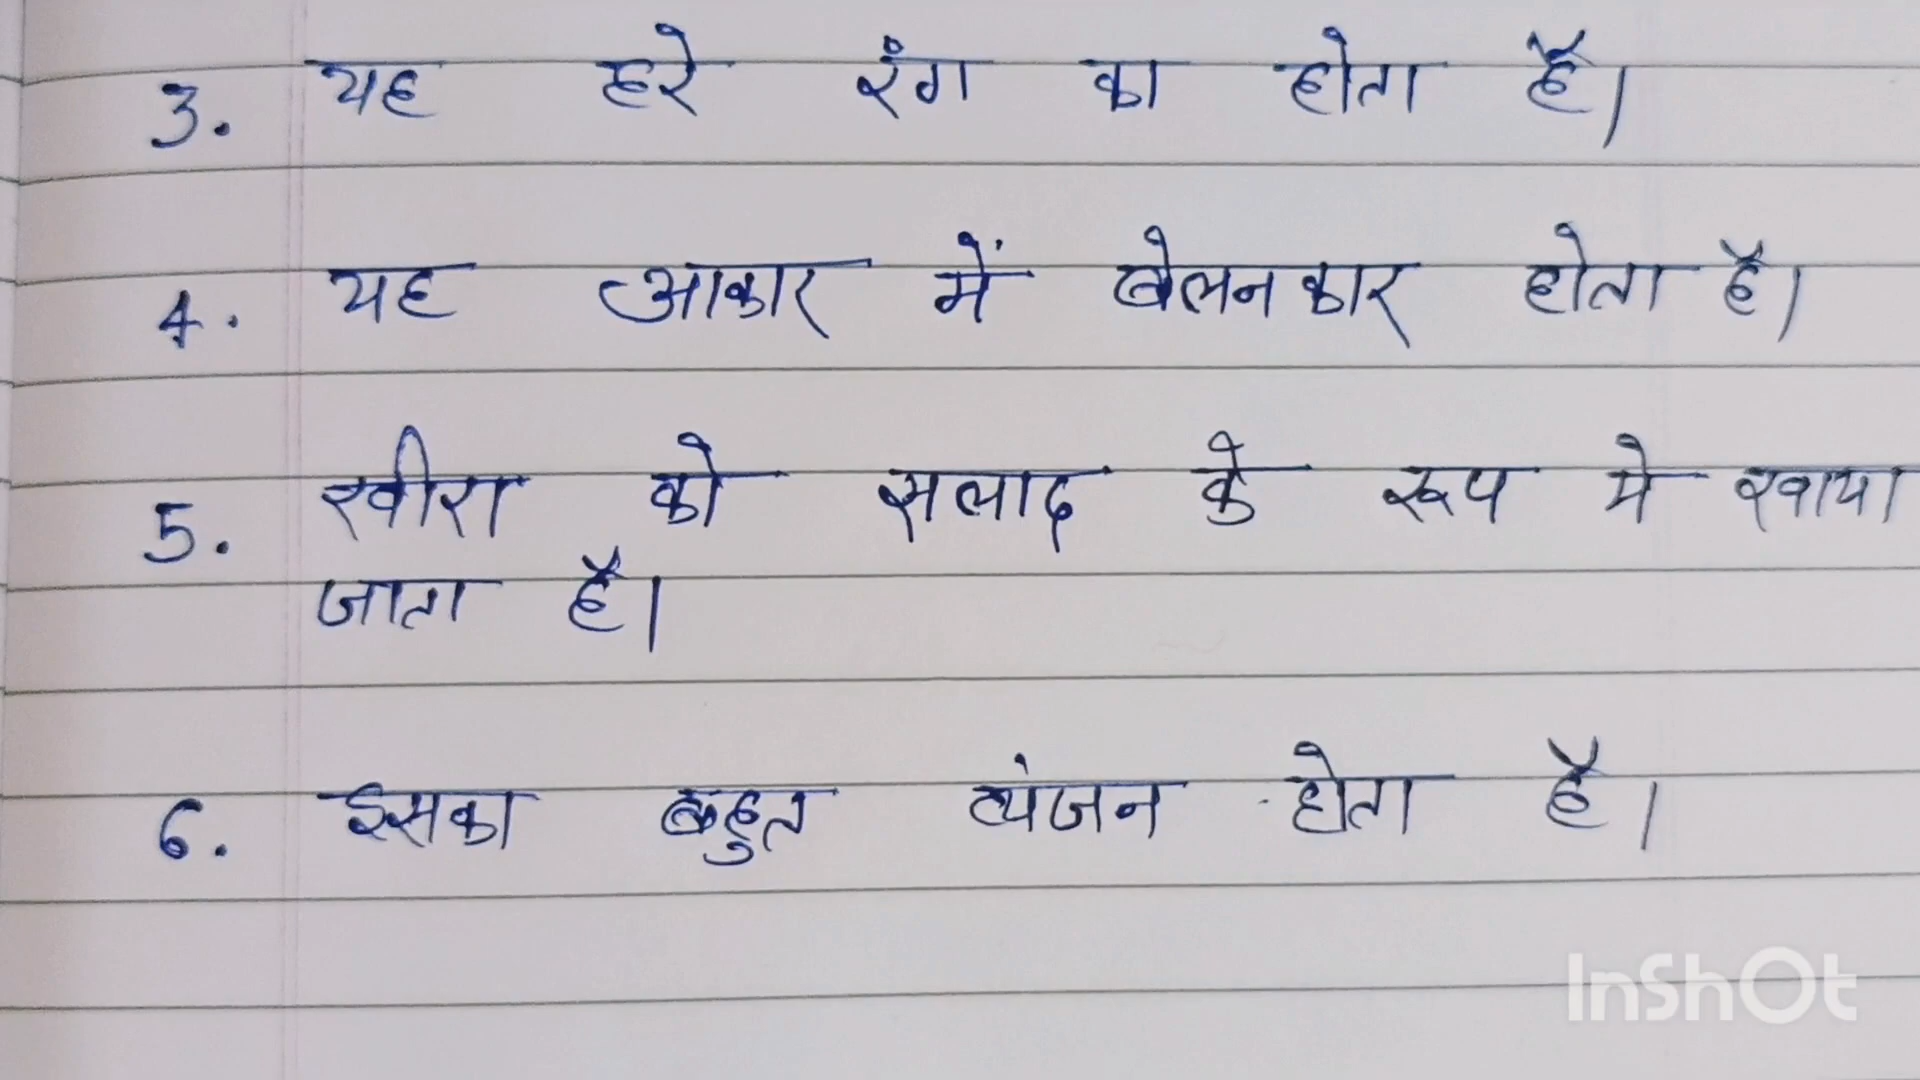 3. यह हरे रंग का होता है।
4. यह आकार में बेलनकार होता है।
5. खीरा को सलाद के रूप मे खाया
जाता है।
6. इसका बहुत व्यंजन होता है।
InShOt